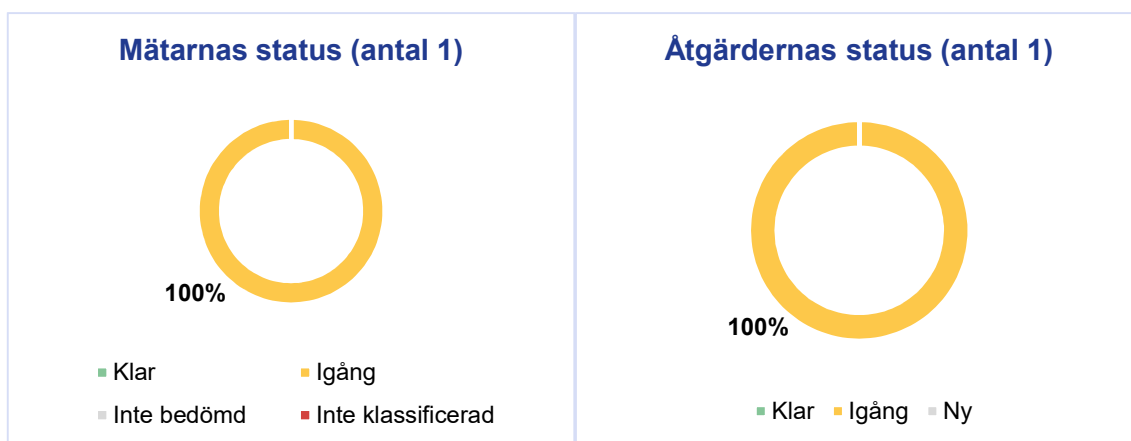 Mätarnas status (antal 1)
100%
Klar
Igång
Inte bedömd
Inte klassificerad
Åtgärdernas status (antal 1)
100%
Klar Igång Ny